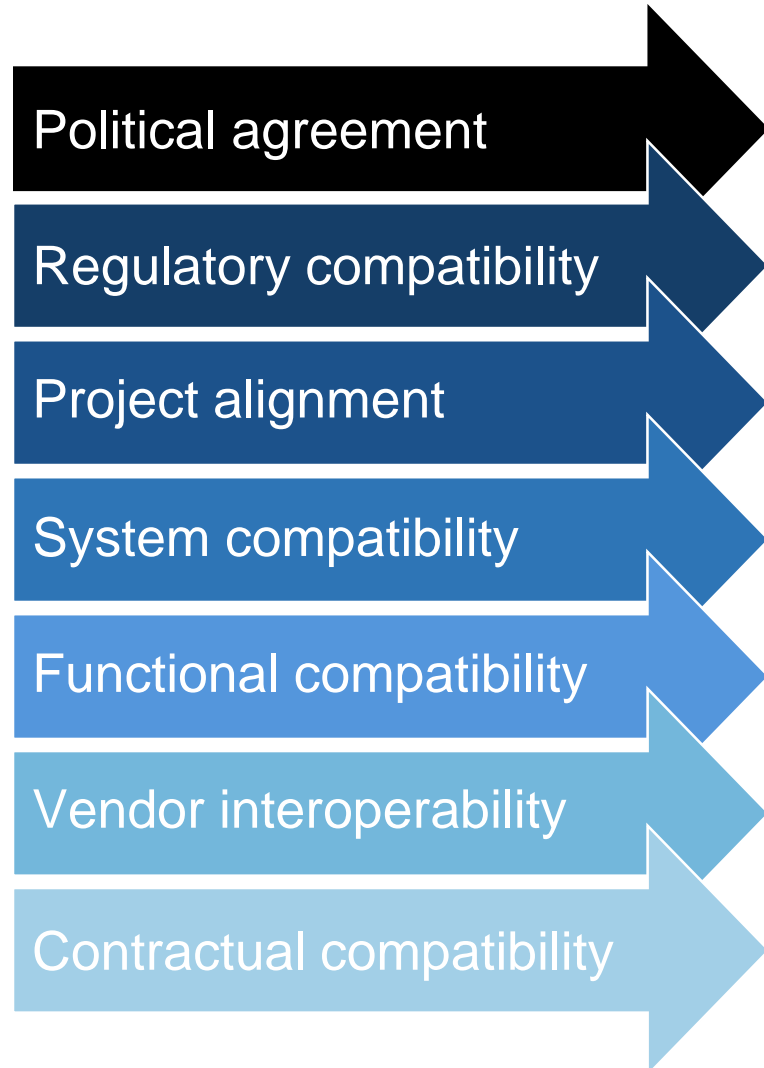 Political agreement
Regulatory compatibility
Project alignment
System compatibility
Functional compatibility
Vendor interoperability
Contractual compatibility